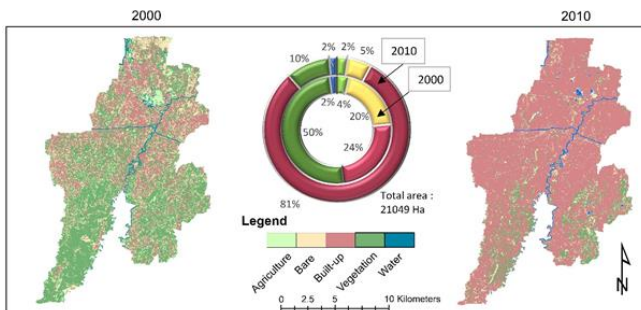 2000
2010
2% 2%
10%
5%
2010
2000
2% 4%
20%
50%
24%
81%
Total area :
21049 Ha
Legend
Agriculture
Bare
Built-up
Vegetation
Water
0 2.5 5 10 Kilometers
N